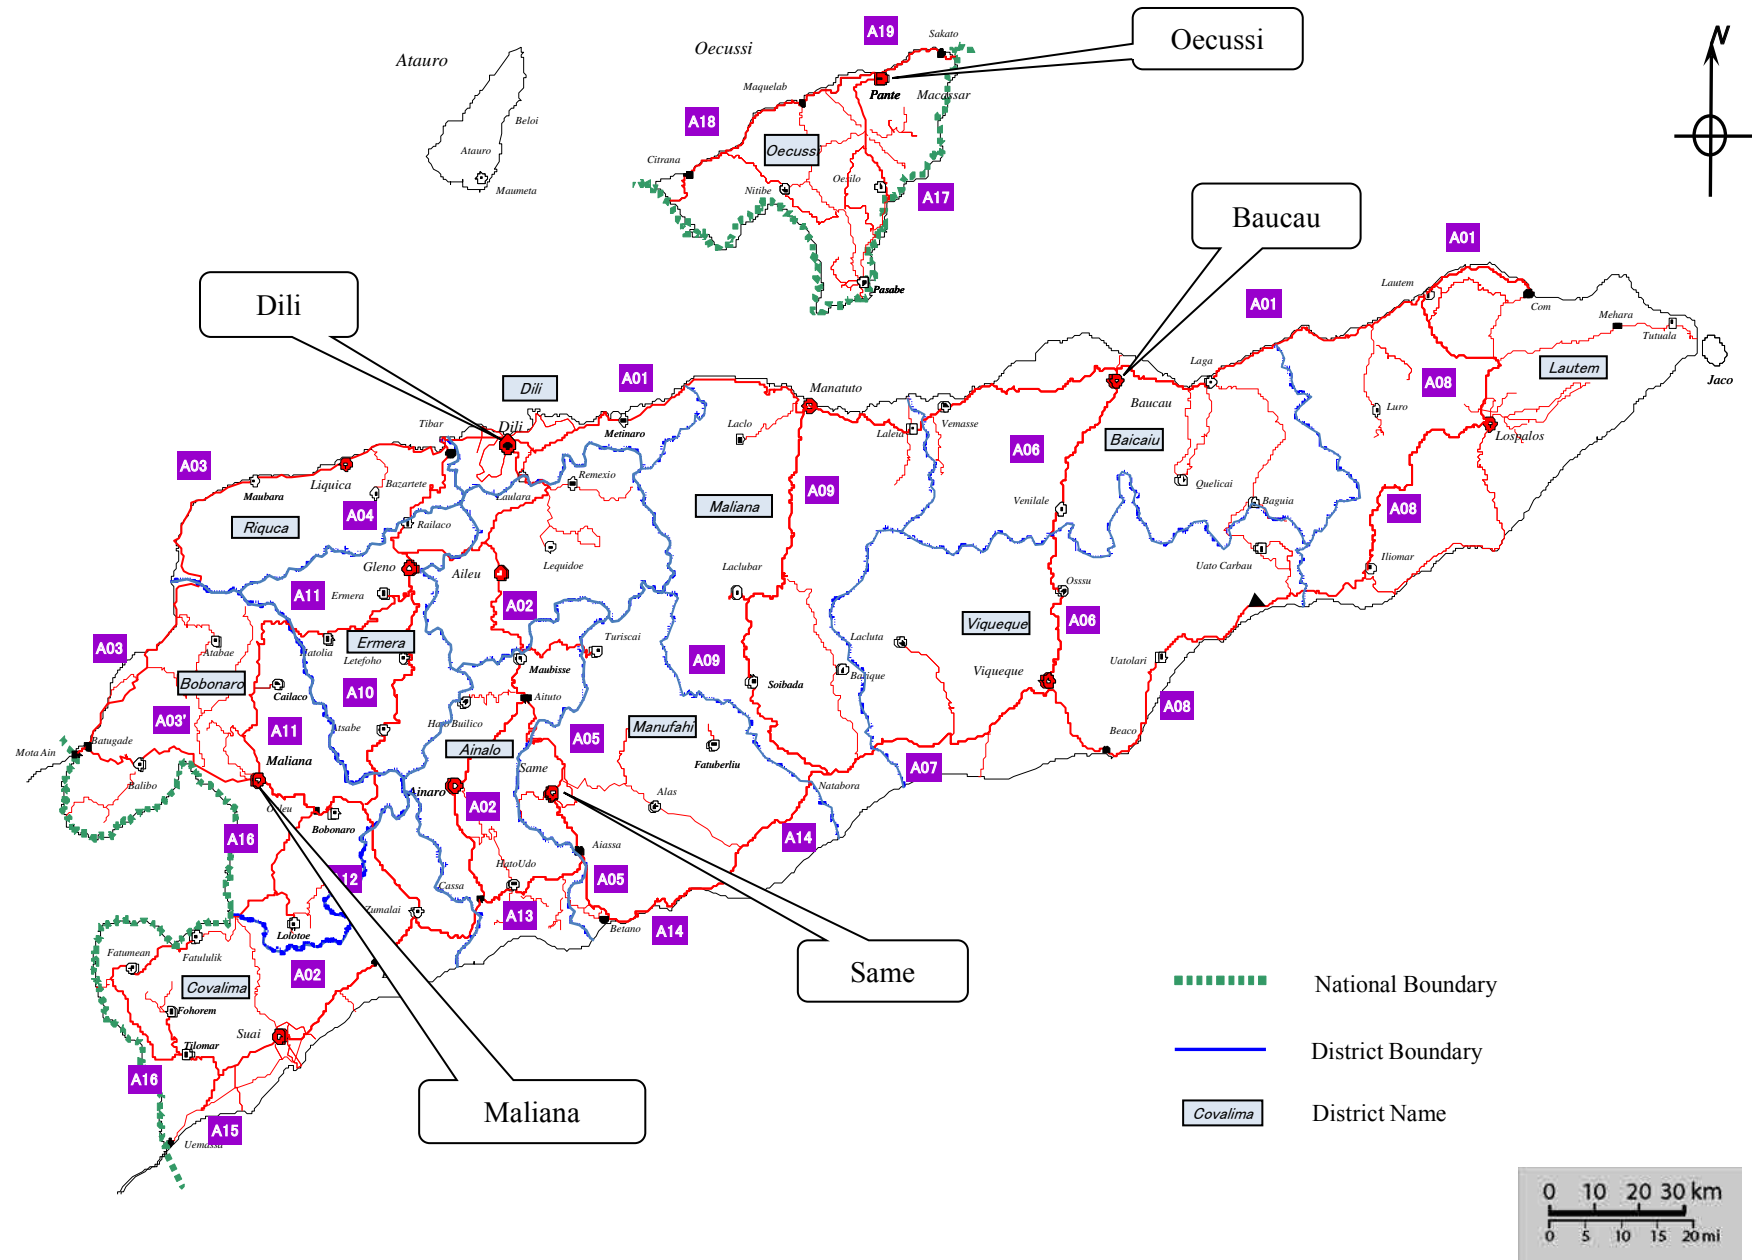 Oecussi
A19
Sakato
Oecussi
N
Atauro
Maquelab
Pante
Macassar
A18
Beloi
Oecussi
Atauro
Citrana
Maumeta
Nitibe
Oesilo
A17
Baucau
A01
Pasabe
Lautem
A01
Com
Dili
Mehara
Tutuala
Laga
Jaco
A01
Dili
Manatuto
Baucau
A08
Lautem
Tibar
Dili
Metinaro
Laclo
Laleia
Vemasse
Luro
Lospalos
A03
Liquica
Bazartete
Laulara
Remexio
A06
Baicaiu
Maubara
A04
Railaco
Maliana
A09
Venilale
Quelicai
Baguia
A08
Riquca
Gleno
Aileu
Lequidoe
Laclubar
Uato Carbau
Iliomar
A11
Ermera
A02
Osssu
A03
Atabae
Hatolia
Ermera
Letefoho
Turiscai
Maubisse
A09
Lacluta
Viqueque
A06
Bobonaro
Cailaco
A10
Aituto
Soibada
Barique
Viqueque
Uatolari
A03'
A11
Atsabe
Hato Builico
Manufahi
A08
Mota Ain
Batugade
Maliana
Ainalo
A05
Fatuberliu
Beaco
Balibo
Same
A07
Ainaro
A02
Alas
Natabora
Bobonaro
A16
Aiassa
A14
HatoUdo
12
Cassa
A05
Zumalai
A13
Betano
A14
Lolotoe
Fatumean
Fatululik
A02
Same
Covalima
National Boundary
Fohorem
Suai
Tilomar
District Boundary
A16
Maliana
Covalima
District Name
A15
Uemassa
0 10 20 30 km
0 5 10 15 20 mi